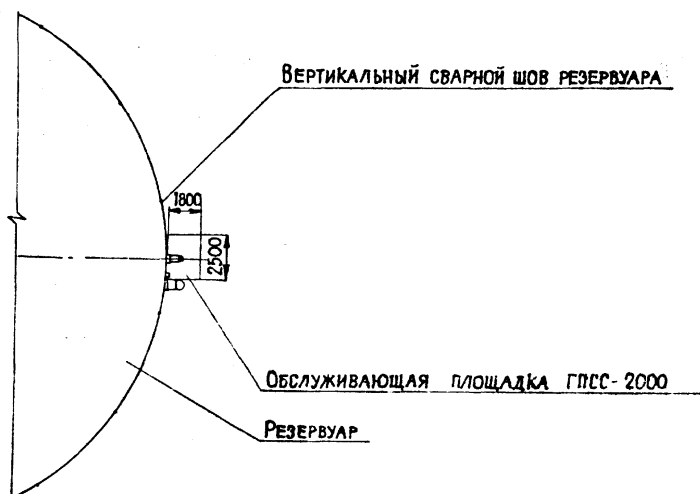 ВЕРТИКАЛЬНЫЙ СВАРНОЙ ШОВ РЕЗЕРВУАРА
1800
2500
ОБСЛУЖИВАЮЩАЯ ПЛОЩАДКА ГПСС-2000
РЕЗЕРВУАР